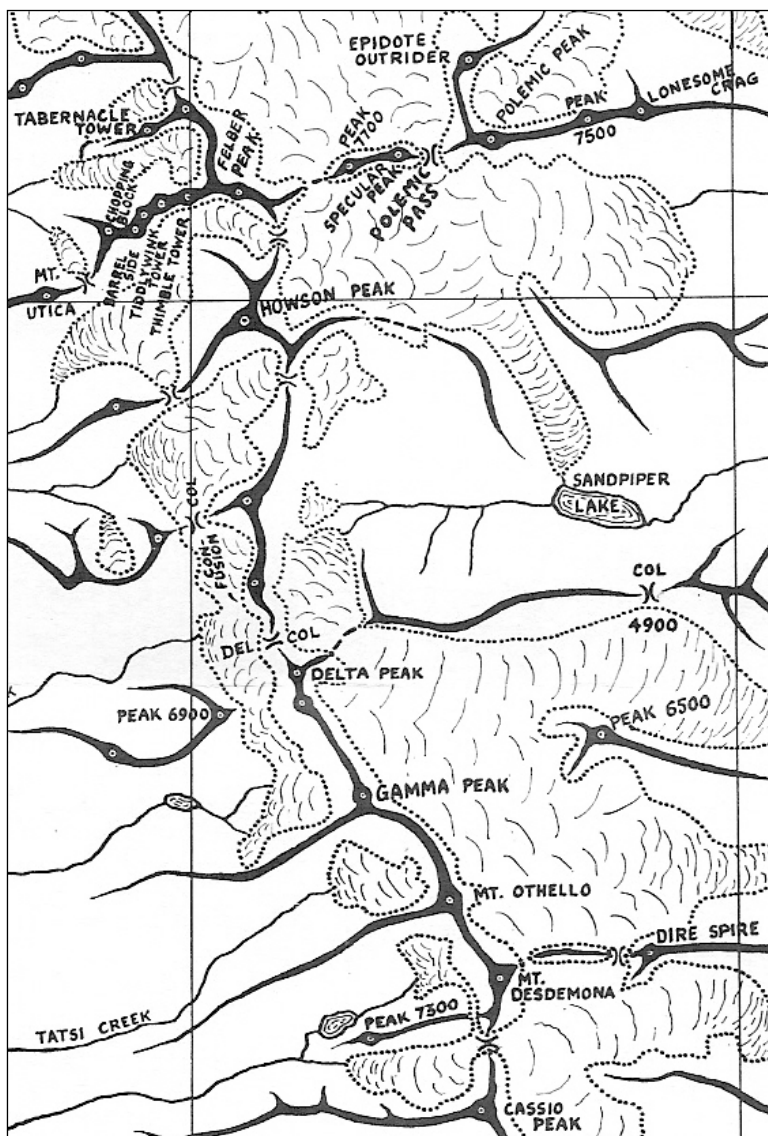 EPIDOTE
OUTRIDER
POLEMIC PEAK
LONESOME
CRAG
PEAK
7500
TABERNACLE
TOWER
FELBER
PEAK
PEAK
7700
SPECULAR
PEAK
POLEMIC
PASS
CHOPPING
BLOCK
BARREL
SIDE
TIDDLYWINK
TOWER
THIMBLE TOWER
MT.
UTICA
HOWSON PEAK
SANDPIPER
LAKE
COL
CON
FUSION
COL
4900
DEL COL
DELTA PEAK
PEAK 6900
PEAK 6500
GAMMA PEAK
MT. OTHELLO
DIRE SPIRE
MT.
DESDEMONA
PEAK 7300
TATSI CREEK
CASSIO
PEAK